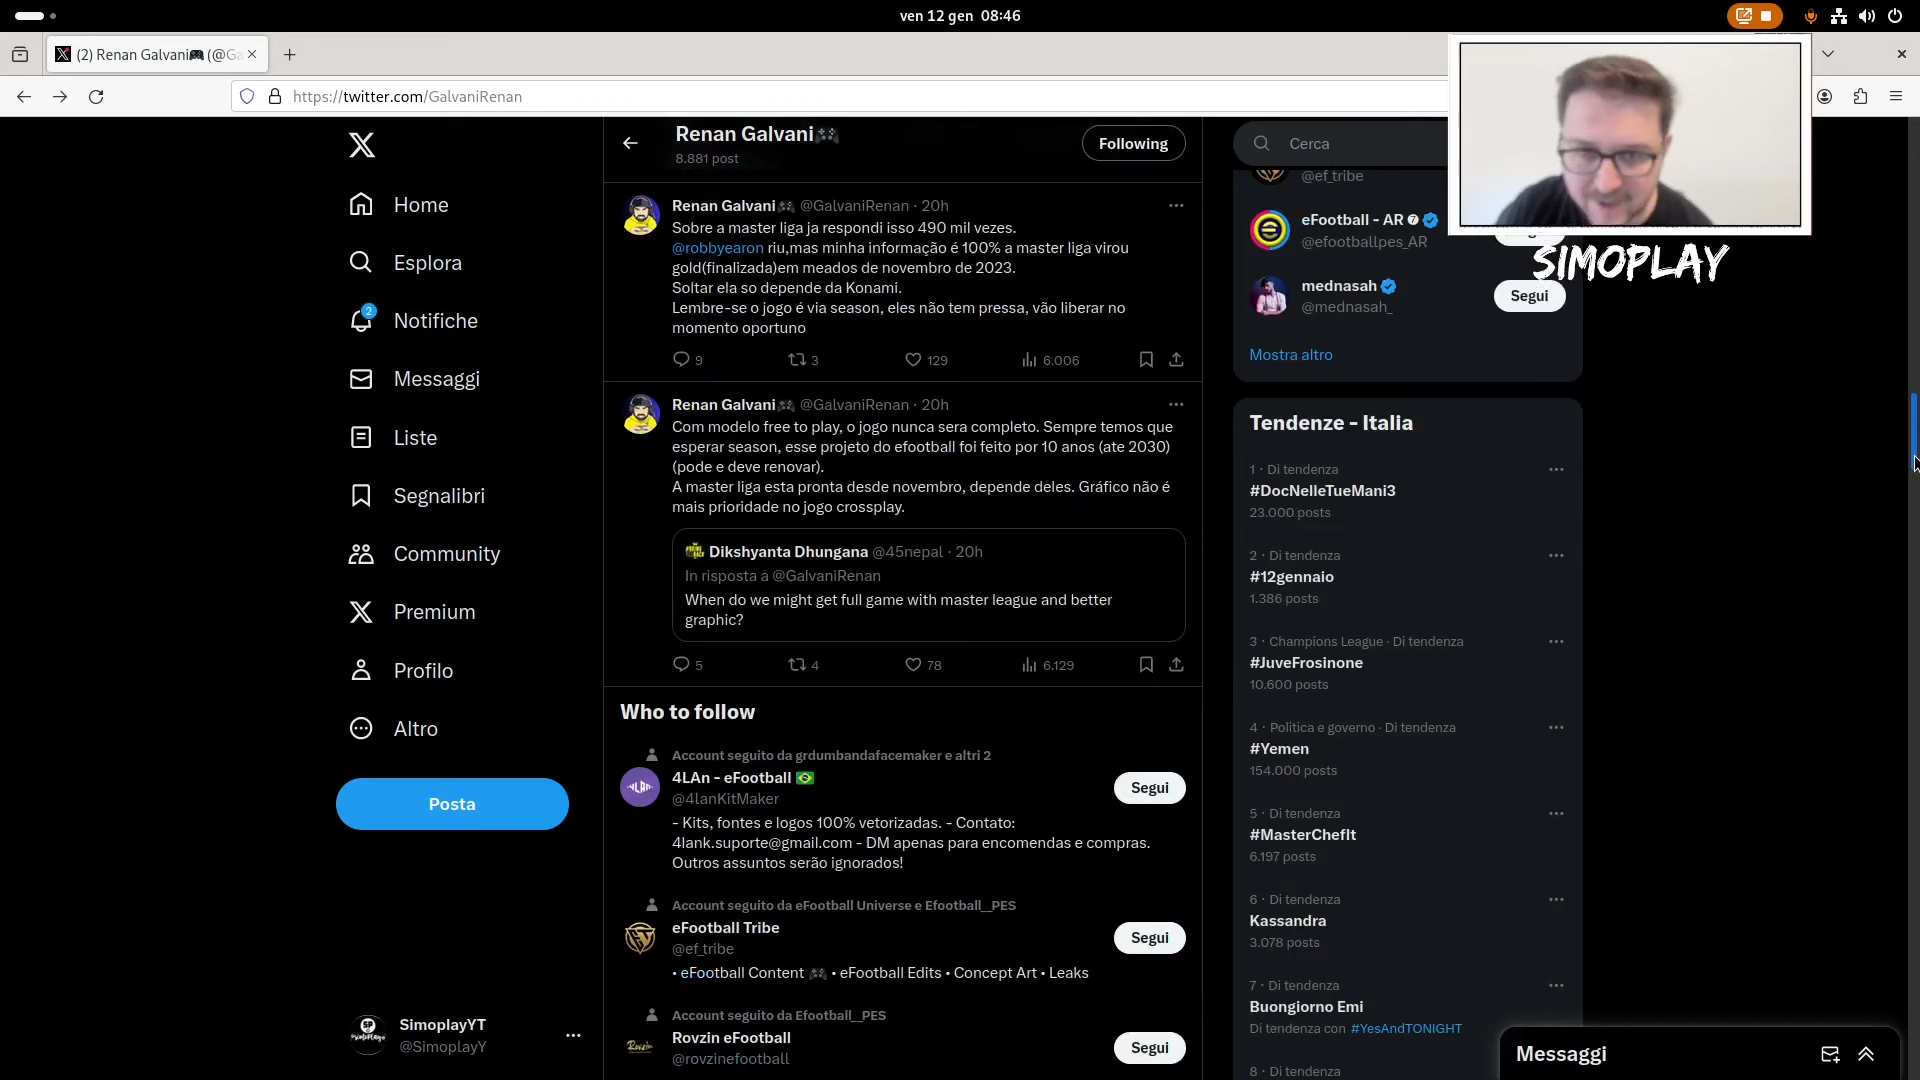 ven 12 gen 08:46
(2) Renan Galvani🎮 (@Ga
https://twitter.com/GalvaniRenan
Home
Esplora
2
Notifiche
Messaggi
Liste
Segnalibri
Community
Premium
Profilo
Altro
Posta
SimoplayYT
@SimoplayY
Renan Galvani🎮
8.881 post
Following
Renan Galvani🎮 @GalvaniRenan · 20h
Sobre a master liga ja respondi isso 490 mil vezes.
@robbyearon riu,mas minha informação é 100% a master liga virou
gold(finalizada)em meados de novembro de 2023.
Soltar ela so depende da Konami.
Lembre-se o jogo é via season, eles não tem pressa, vão liberar no
momento oportuno
9 3 129 6.006
Renan Galvani🎮 @GalvaniRenan · 20h
Com modelo free to play, o jogo nunca sera completo. Sempre temos que
esperar season, esse projeto do efootball foi feito por 10 anos (ate 2030)
(pode e deve renovar).
A master liga esta pronta desde novembro, depende deles. Gráfico não é
mais prioridade no jogo crossplay.
Dikshyanta Dhungana @45nepal · 20h
In risposta a @GalvaniRenan
When do we might get full game with master league and better
graphic?
5 4 78 6.129
Who to follow
Account seguito da grdumbandafacemaker e altri 2
4LAn - eFootball 🇧🇷
@4lanKitMaker
Segui
- Kits, fontes e logos 100% vetorizadas. - Contato:
4lank.suporte@gmail.com - DM apenas para encomendas e compras.
Outros assuntos serão ignorados!
Account seguito da eFootball Universe e Efootball__PES
eFootball Tribe
@ef_tribe
Segui
• eFootball Content 🎮 • eFootball Edits • Concept Art • Leaks
Account seguito da Efootball__PES
Rovzin eFootball
@rovzinefootball
Segui
Cerca
@ef_tribe
eFootball - AR
@efootballpes_AR
mednasah
@mednasah_
Segui
Mostra altro
SIMOPLAY
Tendenze - Italia
1 · Di tendenza
#DocNelleTueMani3
23.000 posts
2 · Di tendenza
#12gennaio
1.386 posts
3 · Champions League · Di tendenza
#JuveFrosinone
10.600 posts
4 · Politica e governo · Di tendenza
#Yemen
154.000 posts
5 · Di tendenza
#MasterChefIt
6.197 posts
6 · Di tendenza
Kassandra
3.078 posts
7 · Di tendenza
Buongiorno Emi
Di tendenza con #YesAndTONIGHT
8 · Di tendenza
Messaggi